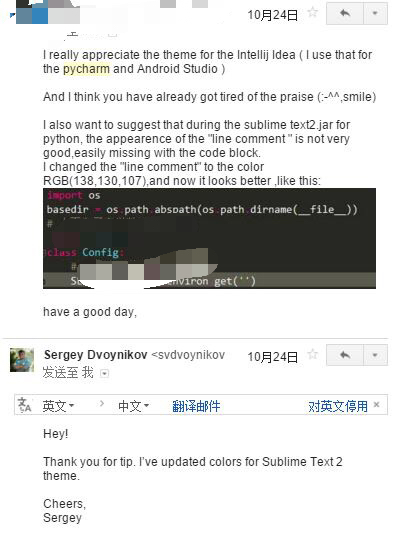 10月24日
I really appreciate the theme for the Intellij Idea ( I use that for
the pycharm and Android Studio )
And I think you have already got tired of the praise (:-^^,smile)
I also want to suggest that during the sublime text2.jar for
python, the appearence of the "line comment " is not very
good,easily missing with the code block.
I changed the "line comment" to the color
RGB(138,130,107),and now it looks better ,like this:
import os
basedir = os.path.abspath(os.path.dirname(__file__))
#
class Config:
#
environ get('')
have a good day,
Sergey Dvoynikov <svdvoynikov 10月24日
发送至 我
英文 > 中文 翻译邮件 对英文停用 ×
Hey!
Thank you for tip. I've updated colors for Sublime Text 2
theme.
Cheers,
Sergey